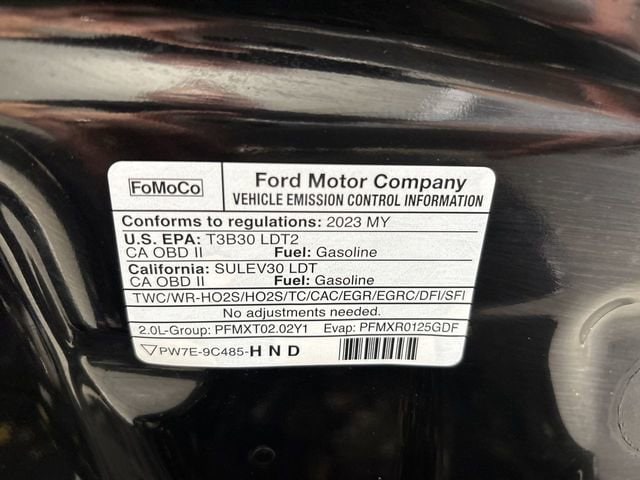 FoMoCo
Ford Motor Company
VEHICLE EMISSION CONTROL INFORMATION
Conforms to regulations: 2023 MY
U.S. EPA: T3B30 LDT2
CA OBD II Fuel: Gasoline
California: SULEV30 LDT
CA OBD II Fuel: Gasoline
TWC/WR-HO2S/HO2S/TC/CAC/EGR/EGRC/DFI/SFI
No adjustments needed.
2.0L-Group: PFMXT02.02Y1 Evap: PFMXR0125GDF
PW7E-9C485-HND